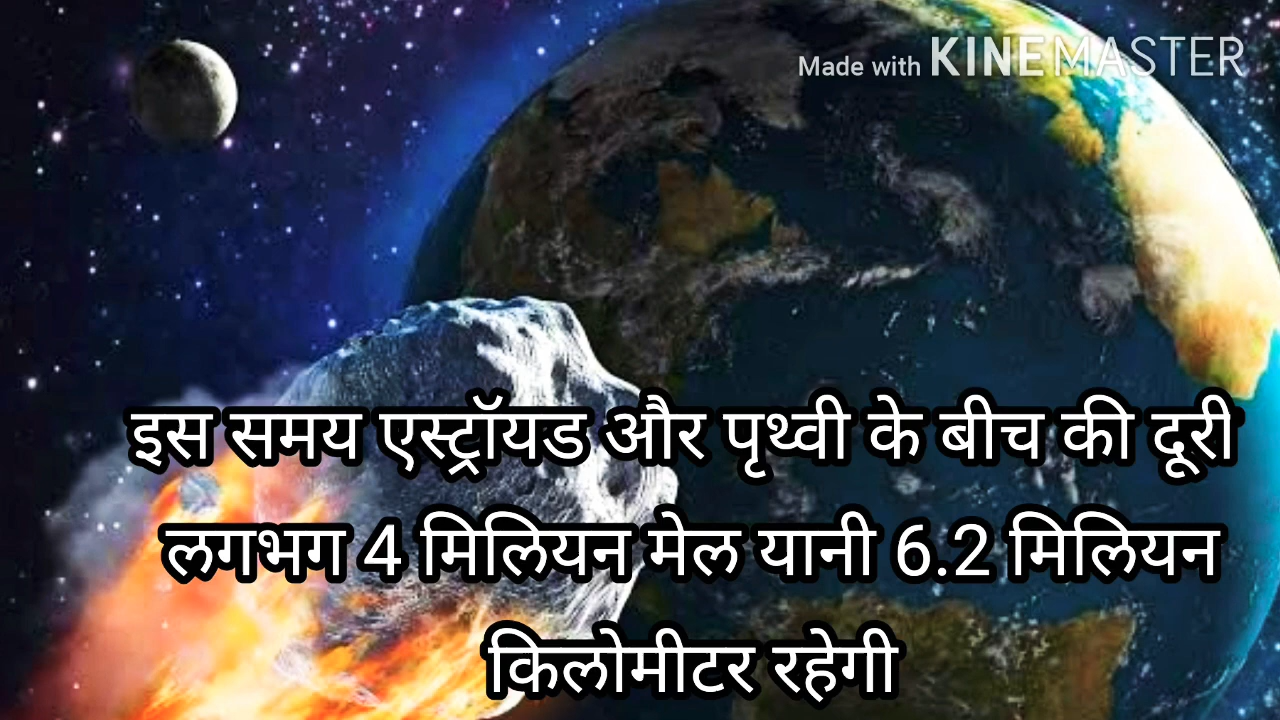 Made with KINEMASTER
इस समय एस्ट्रॉयड और पृथ्वी के बीच की दूरी
लगभग 4 मिलियन मेल यानी 6.2 मिलियन
किलोमीटर रहेगी